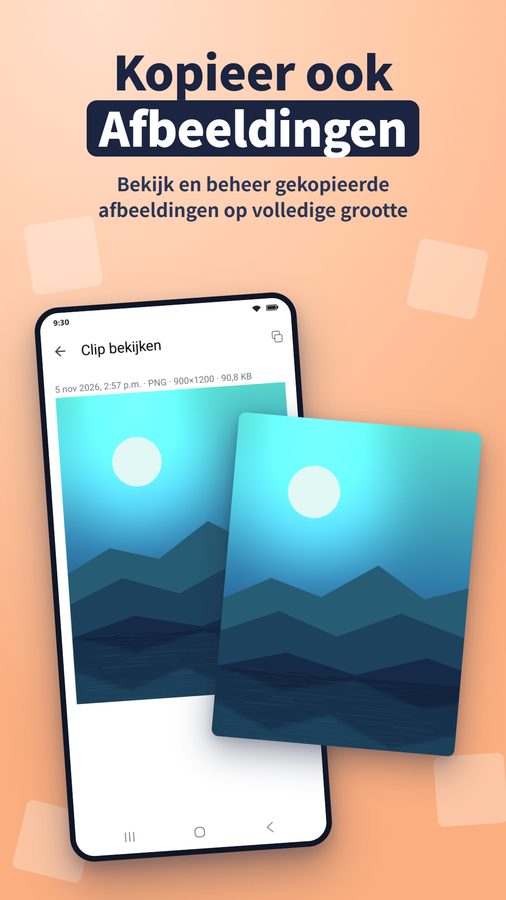 Kopieer ook
Afbeeldingen
Bekijk en beheer gekopieerde
afbeeldingen op volledige grootte
9:30
Clip bekijken
5 nov 2026, 2:57 p.m. · PNG · 900×1200 · 90,8 KB